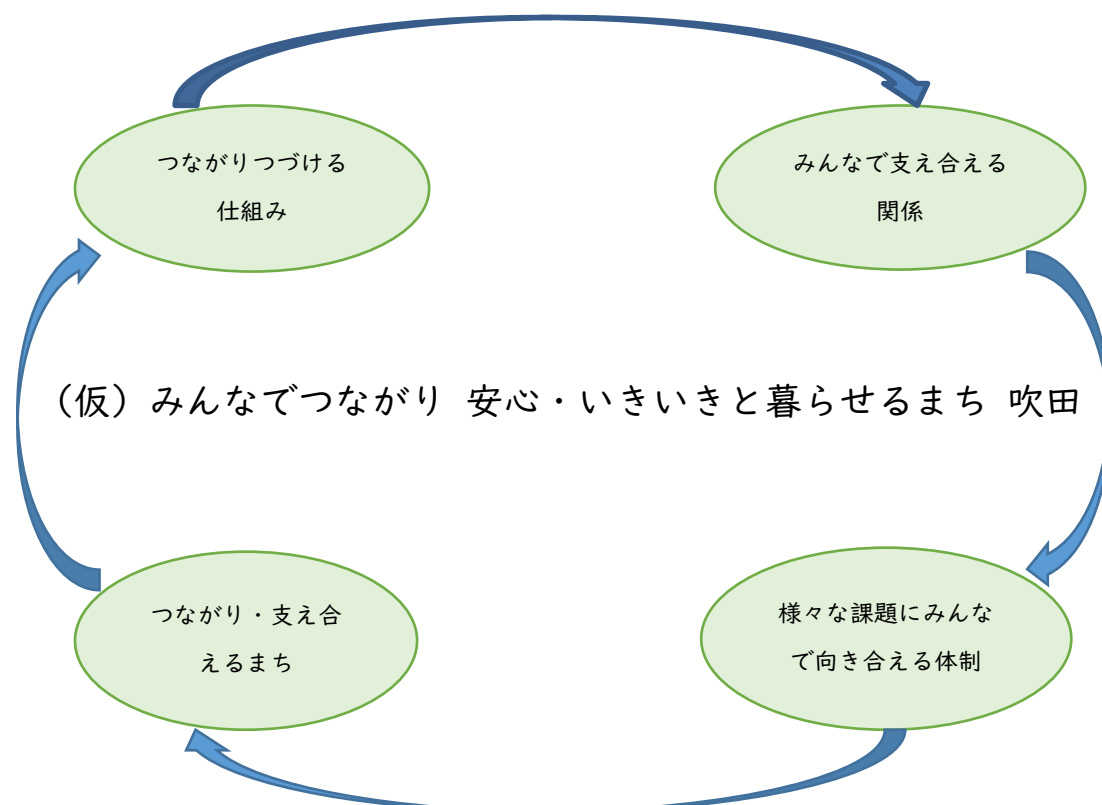 つながりつづける
仕組み
みんなで支え合える
関係
（仮）みんなでつながり 安心・いきいきと暮らせるまち 吹田
つながり・支え合
えるまち
様々な課題にみんな
で向き合える体制